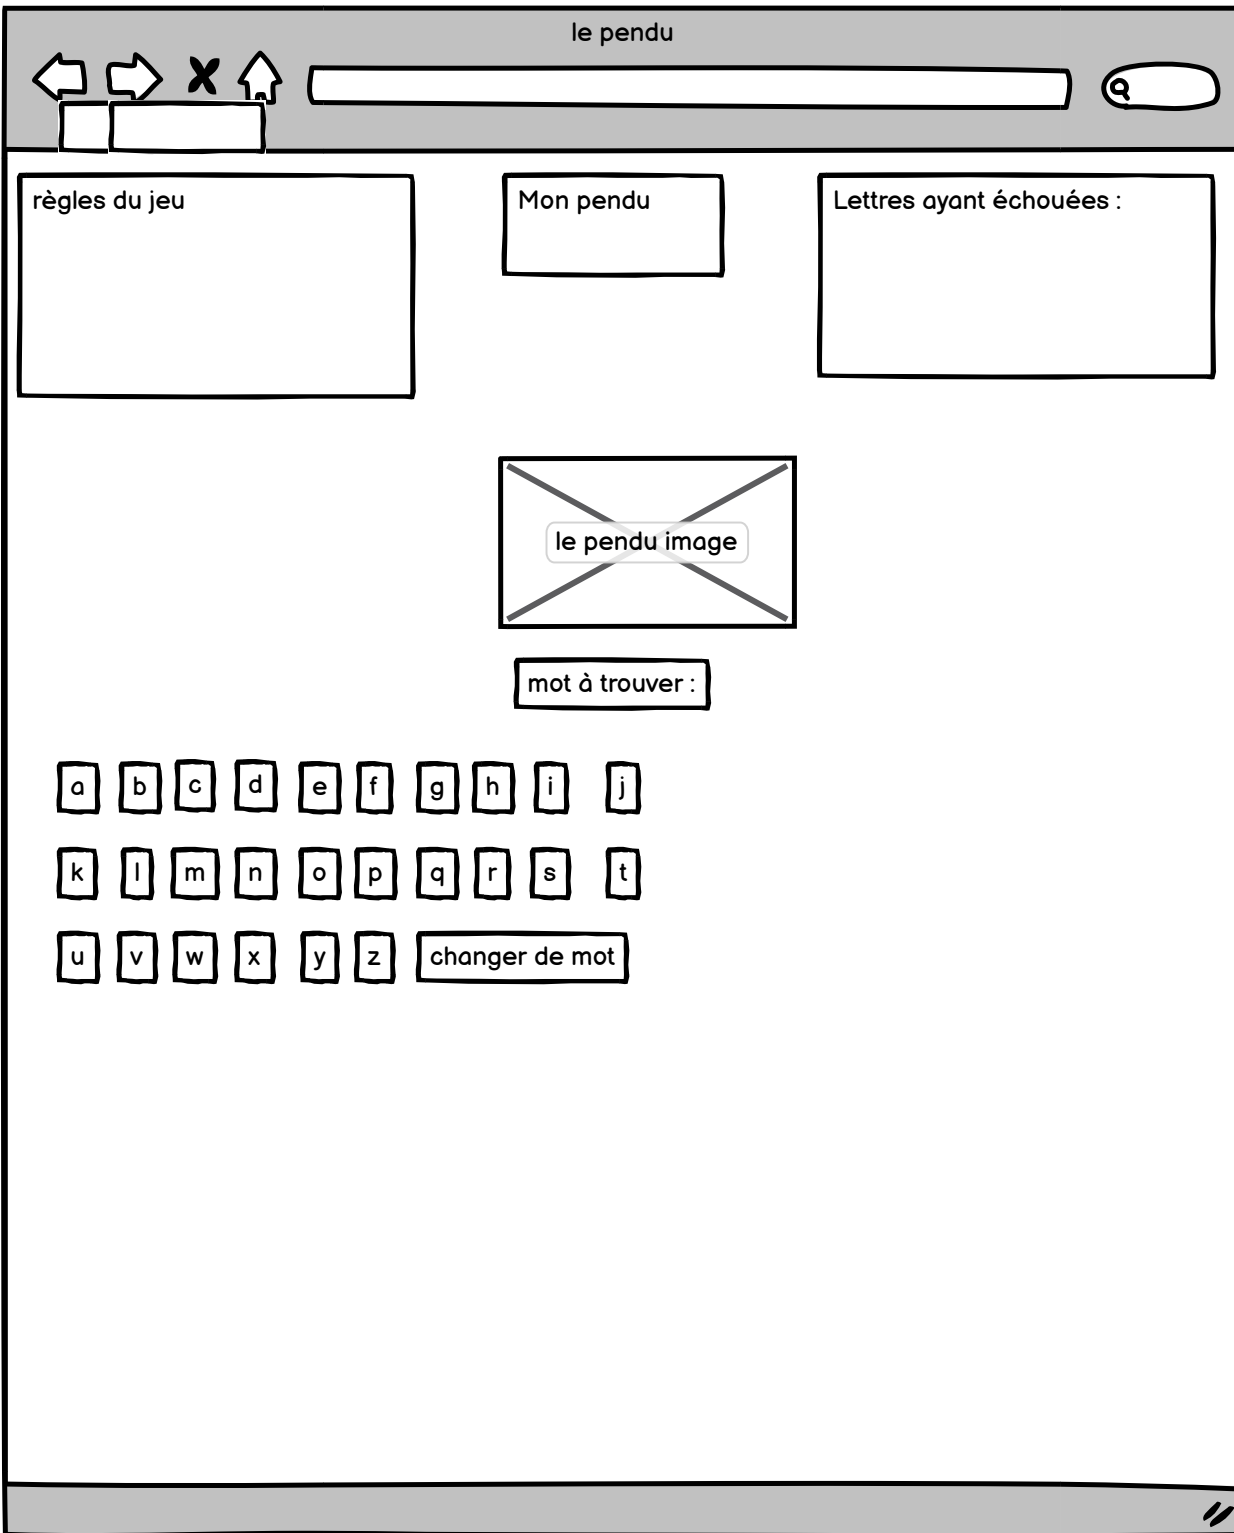 le pendu
règles du jeu
Mon pendu
Lettres ayant échouées :
le pendu image
mot à trouver :
a b c d e f g h i j
k l m n o p q r s t
u v w x y z changer de mot